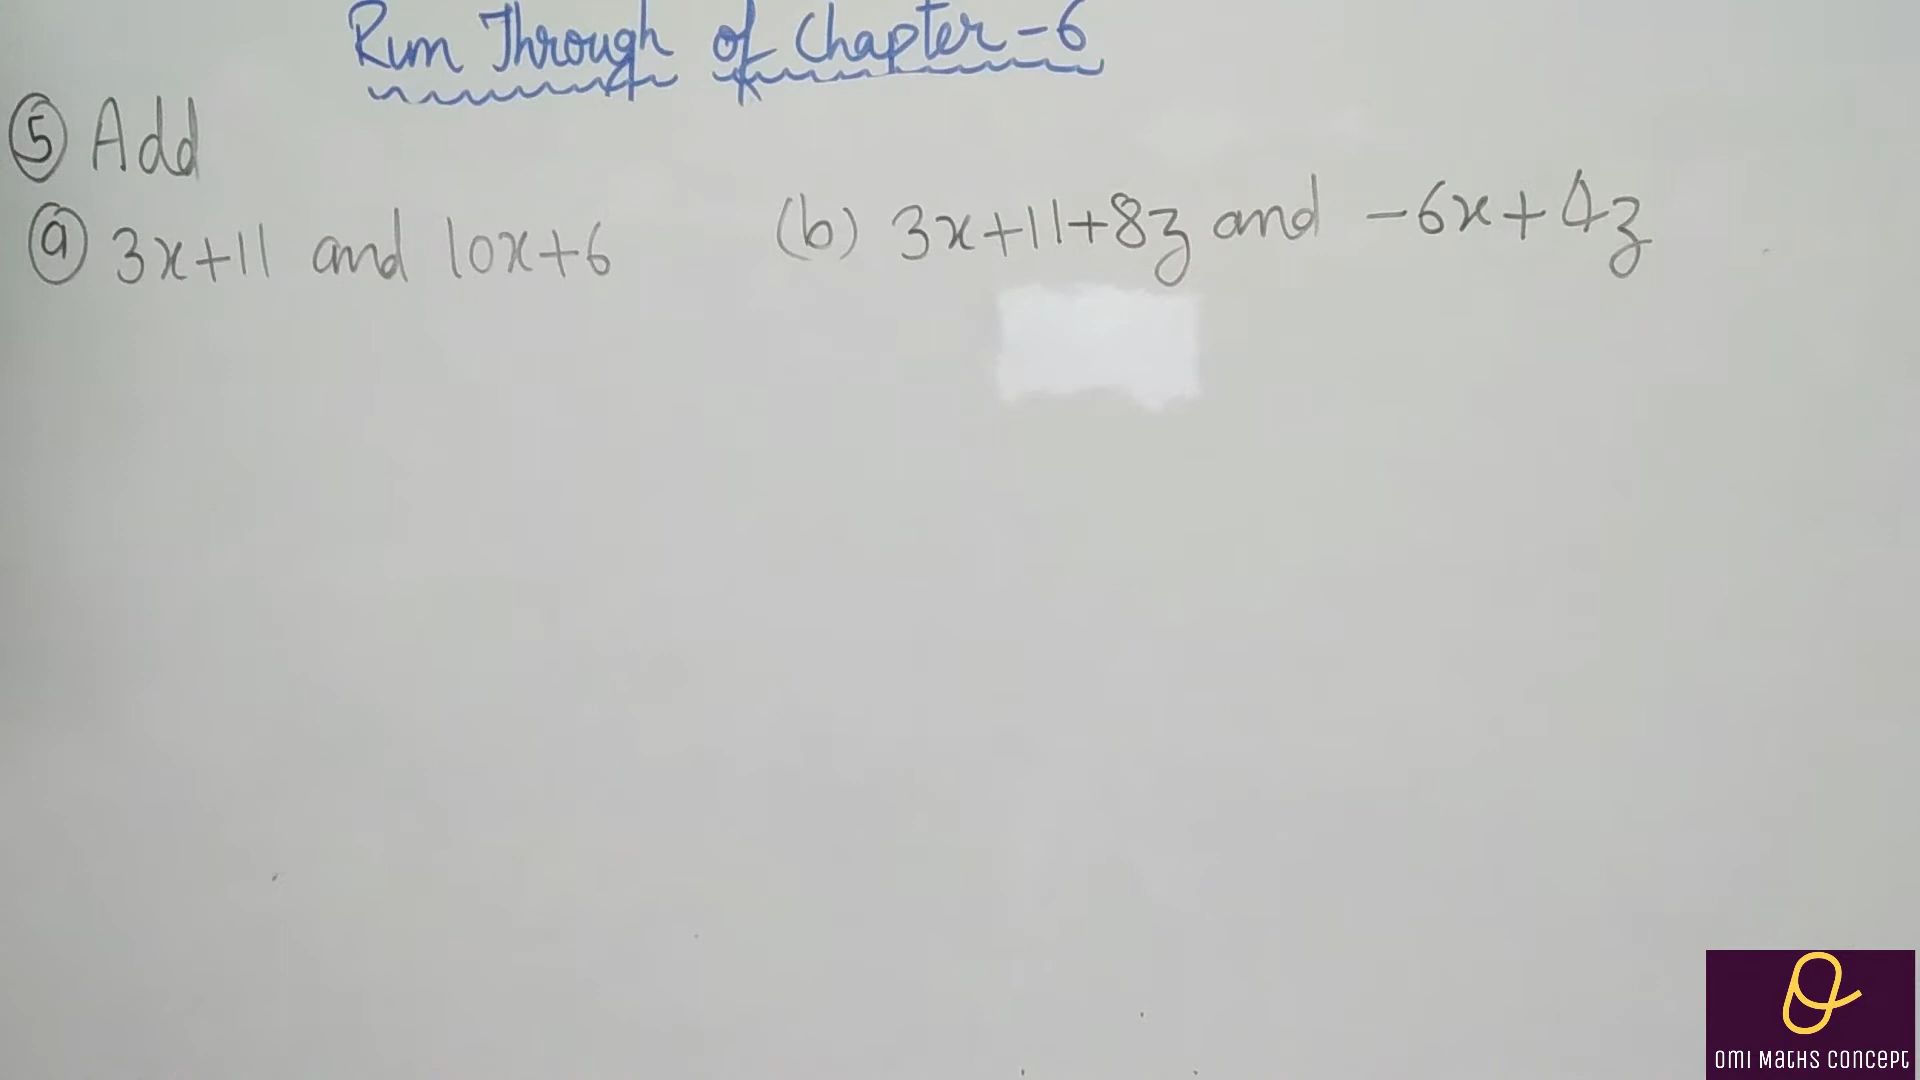 Run Through of Chapter-6
⑤ Add
ⓐ 3x+11 and 10x+6 (b) 3x+11+8z and -6x+4z
OMI MATHS CONCEPT